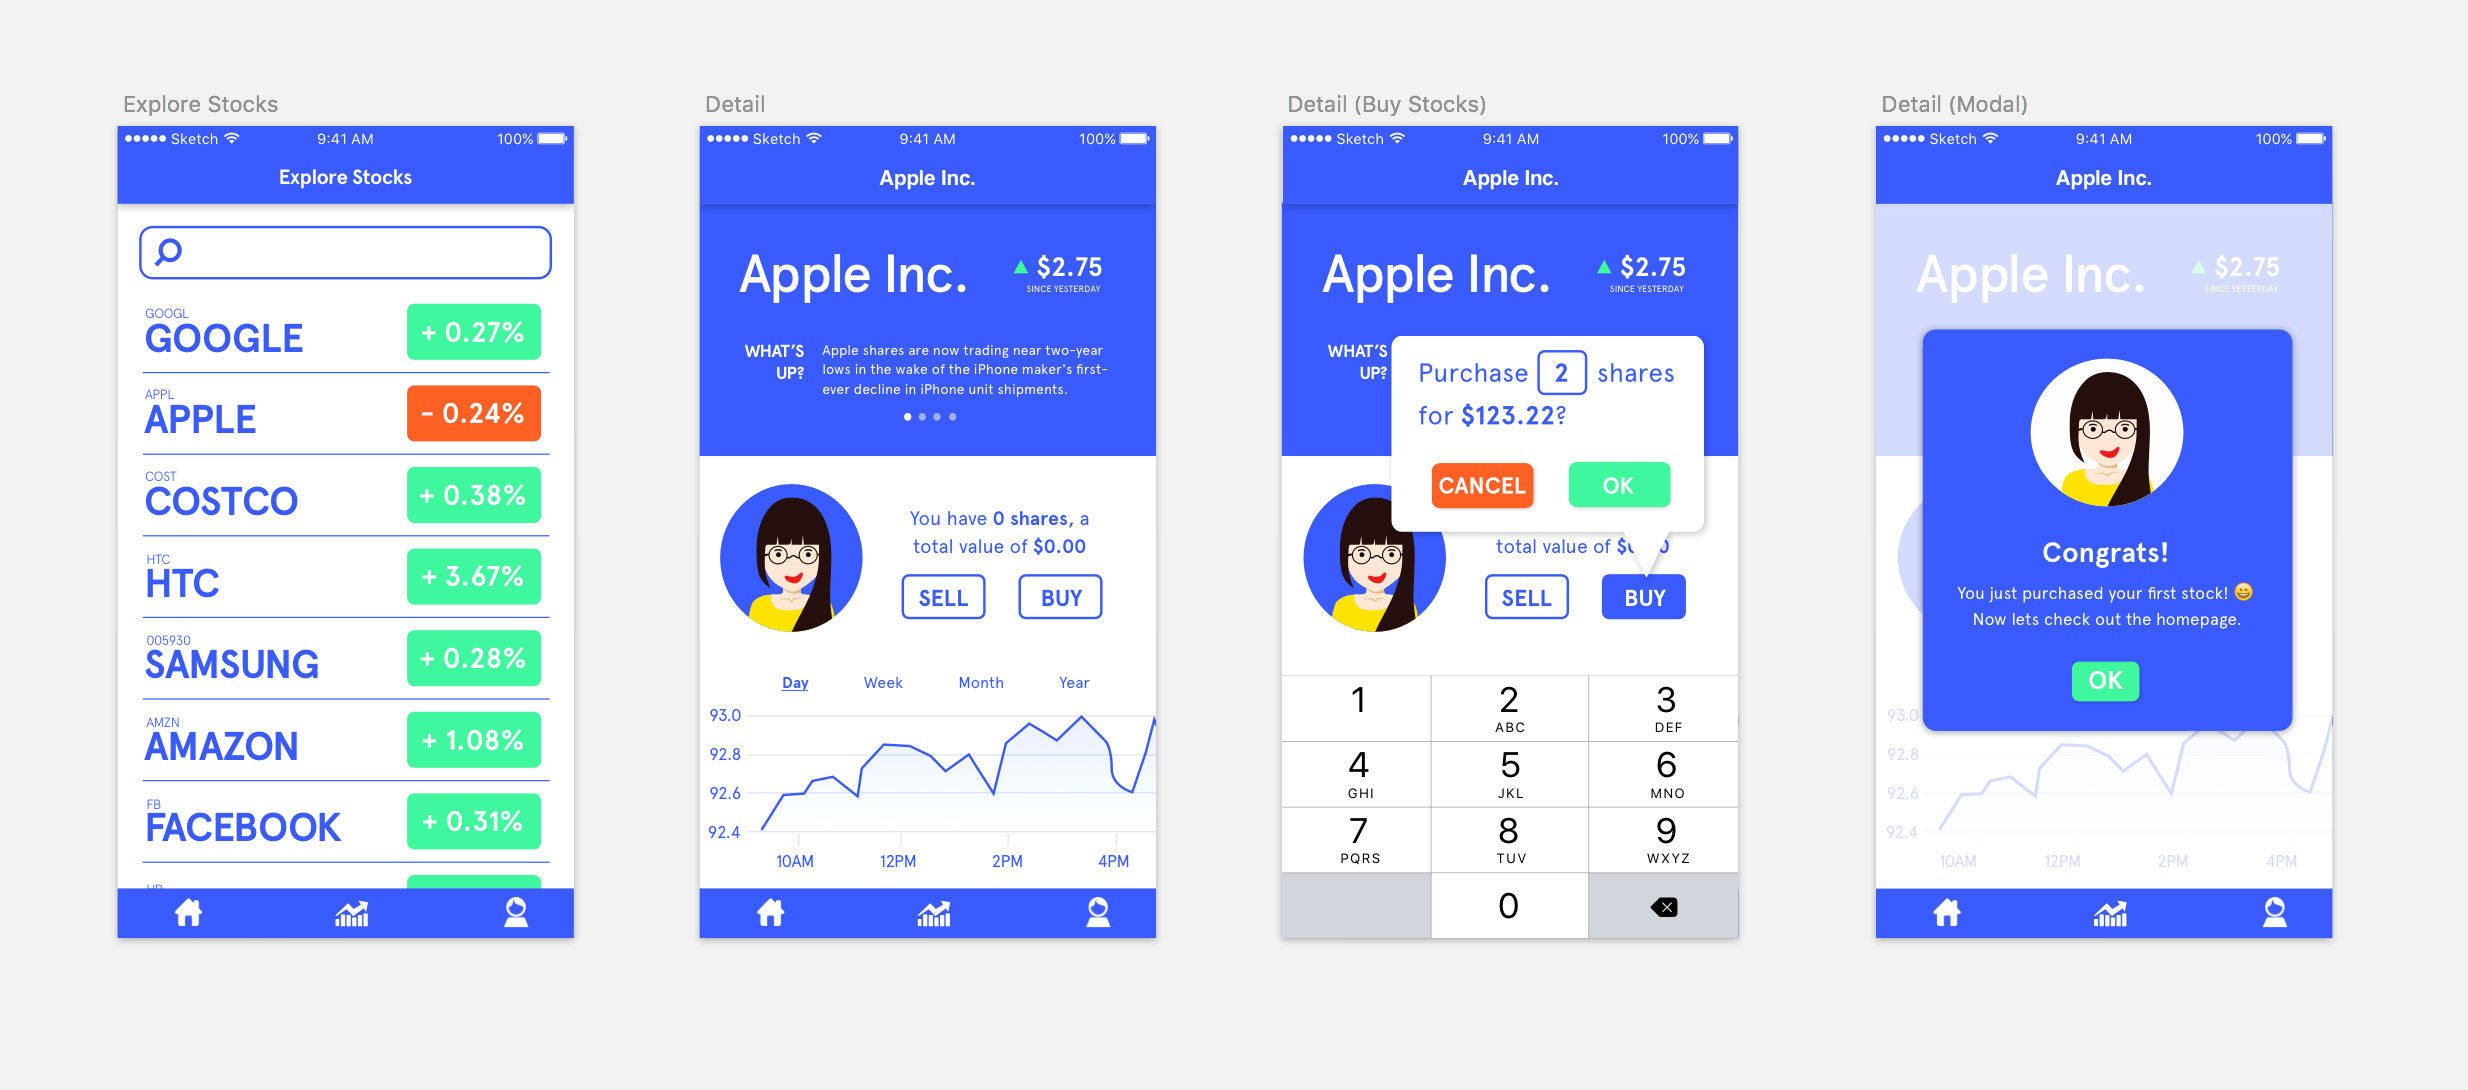 Explore Stocks
Sketch 9:41 AM 100%
Explore Stocks
GOOGL
GOOGLE
+ 0.27%
APPL
APPLE
- 0.24%
COST
COSTCO
+ 0.38%
HTC
HTC
+ 3.67%
005930
SAMSUNG
+ 0.28%
AMZN
AMAZON
+ 1.08%
FB
FACEBOOK
+ 0.31%
Detail
Sketch 9:41 AM 100%
Apple Inc.
Apple Inc.
$2.75
SINCE YESTERDAY
WHAT'S
UP?
Apple shares are now trading near two-year
lows in the wake of the iPhone maker's first-
ever decline in iPhone unit shipments.
You have 0 shares, a
total value of $0.00
SELL BUY
Day Week Month Year
93.0
92.8
92.6
92.4
10AM 12PM 2PM 4PM
Detail (Buy Stocks)
Sketch 9:41 AM 100%
Apple Inc.
Apple Inc.
$2.75
SINCE YESTERDAY
WHAT'S
UP?
Purchase 2 shares
for $123.22?
CANCEL OK
total value of
SELL BUY
1 2 3
ABC DEF
4 5 6
GHI JKL MNO
7 8 9
PQRS TUV WXYZ
0
Detail (Modal)
Sketch 9:41 AM 100%
Apple Inc.
Apple Inc.
$2.75
SINCE YESTERDAY
Congrats!
You just purchased your first stock! 😀
Now lets check out the homepage.
OK
93.0
92.8
92.6
92.4
10AM 12PM 2PM 4PM